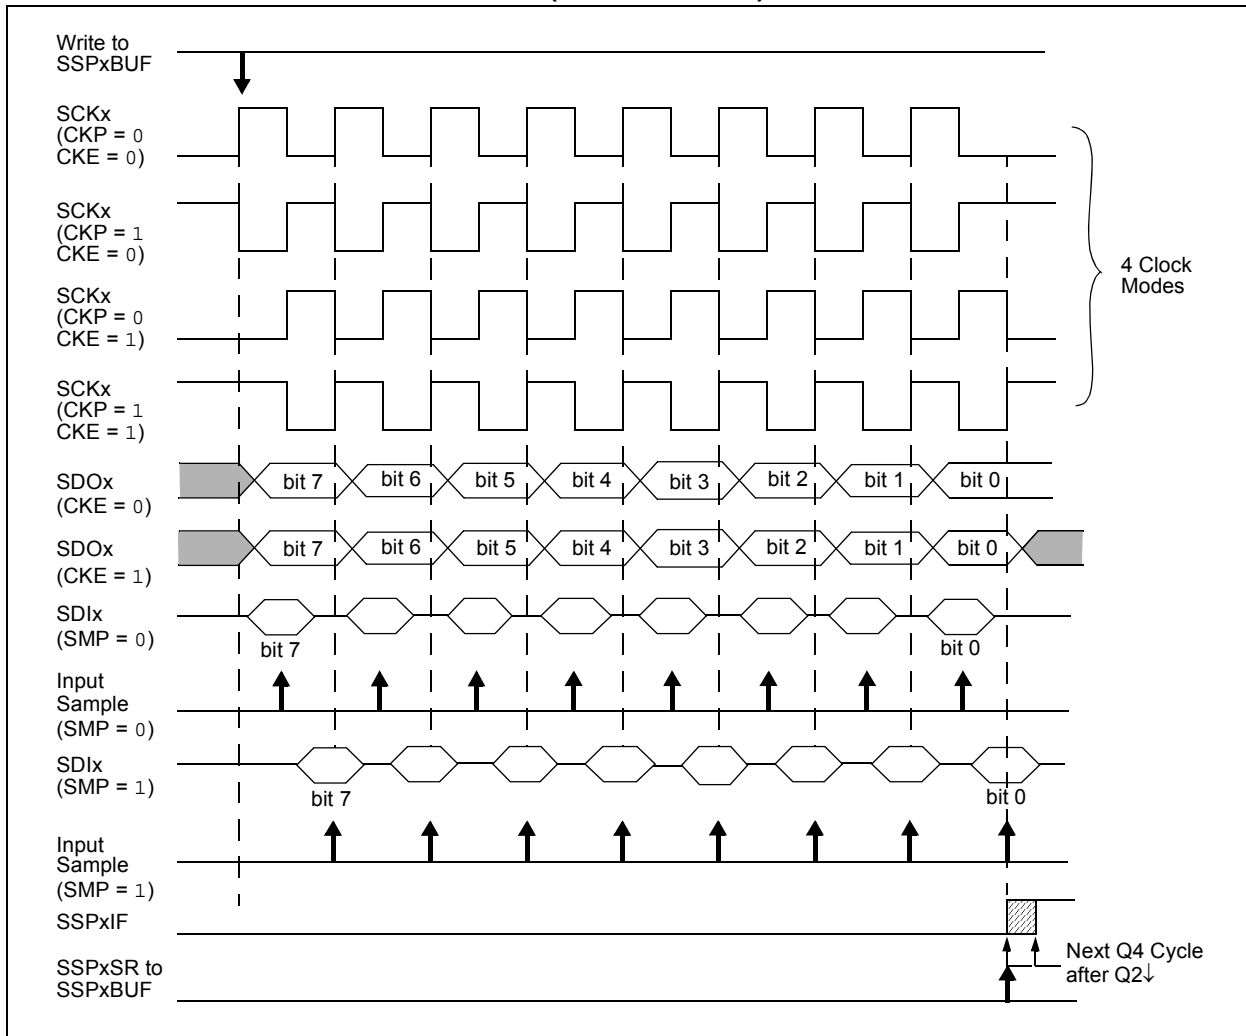 Write to
SSPxBUF
SCKx
(CKP = 0
CKE = 0)
SCKx
(CKP = 1
CKE = 0)
SCKx
(CKP = 0
CKE = 1)
SCKx
(CKP = 1
CKE = 1)
4 Clock
Modes
SDOx
(CKE = 0)
bit 7 bit 6 bit 5 bit 4 bit 3 bit 2 bit 1 bit 0
SDOx
(CKE = 1)
bit 7 bit 6 bit 5 bit 4 bit 3 bit 2 bit 1 bit 0
SDIx
(SMP = 0)
bit 7 bit 0
Input
Sample
(SMP = 0)
SDIx
(SMP = 1)
bit 7 bit 0
Input
Sample
(SMP = 1)
SSPxIF
Next Q4 Cycle
after Q2↓
SSPxSR to
SSPxBUF